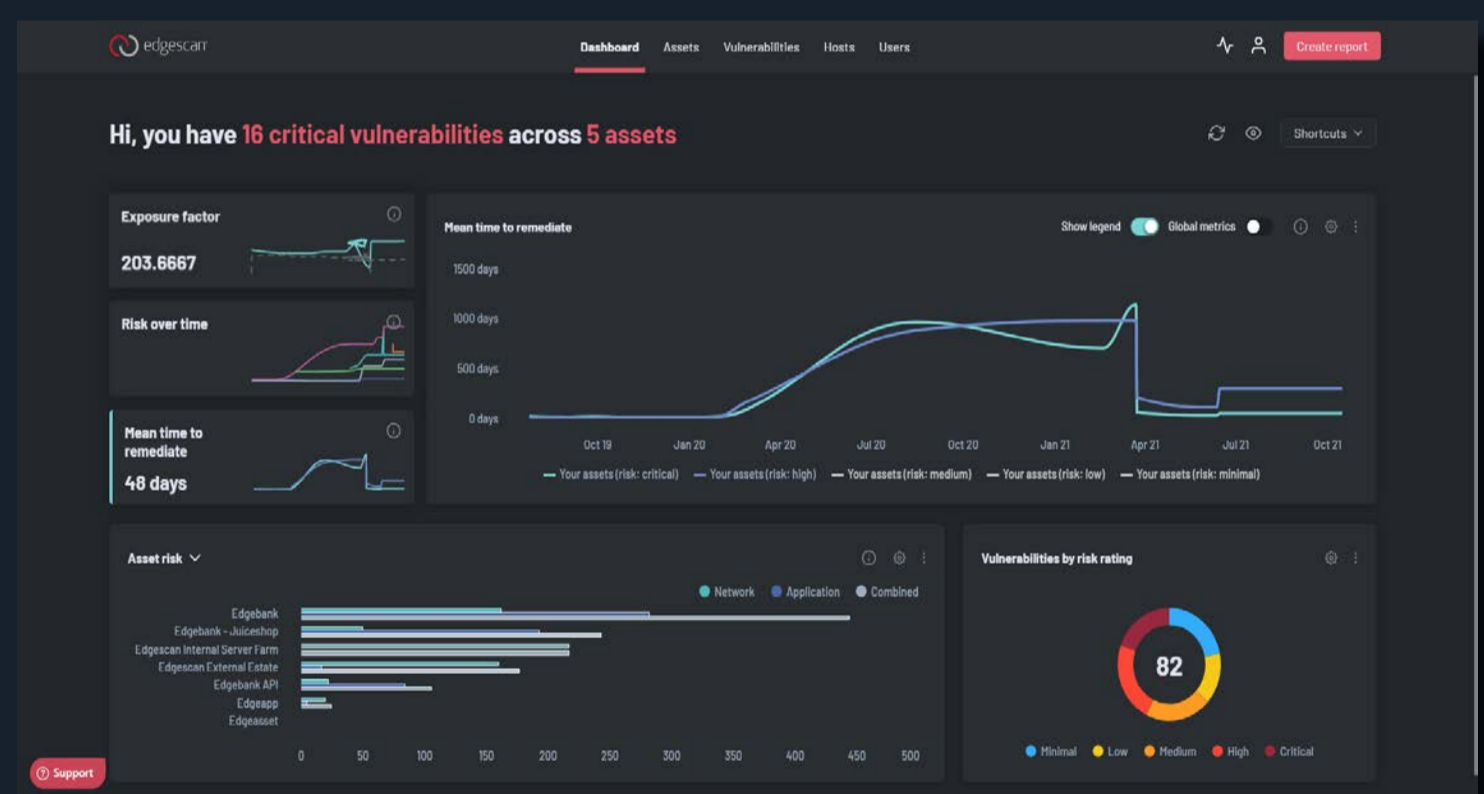 edgescan
Dashboard Assets Vulnerabilities Hosts Users
Create report
Hi, you have 16 critical vulnerabilities across 5 assets
Shortcuts
Exposure factor
203.6667
Risk over time
Mean time to
remediate
48 days
Mean time to remediate
Show legend Global metrics
1500 days
1000 days
500 days
0 days
Oct 19 Jan 20 Apr 20 Jul 20 Oct 20 Jan 21 Apr 21 Jul 21 Oct 21
Your assets (risk: critical) Your assets (risk: high) Your assets (risk: medium) Your assets (risk: low) Your assets (risk: minimal)
Asset risk
Network Application Combined
Edgebank
Edgebank - Juiceshop
Edgescan Internal Server Farm
Edgescan External Estate
Edgebank API
Edgeapp
Edgeasset
0 50 100 150 200 250 300 350 400 450 500
Vulnerabilities by risk rating
82
Minimal Low Medium High Critical
Support